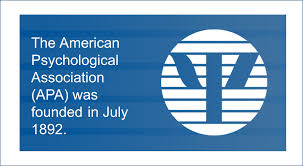 The American
Psychological
Association
(APA) was
founded in July
1892.